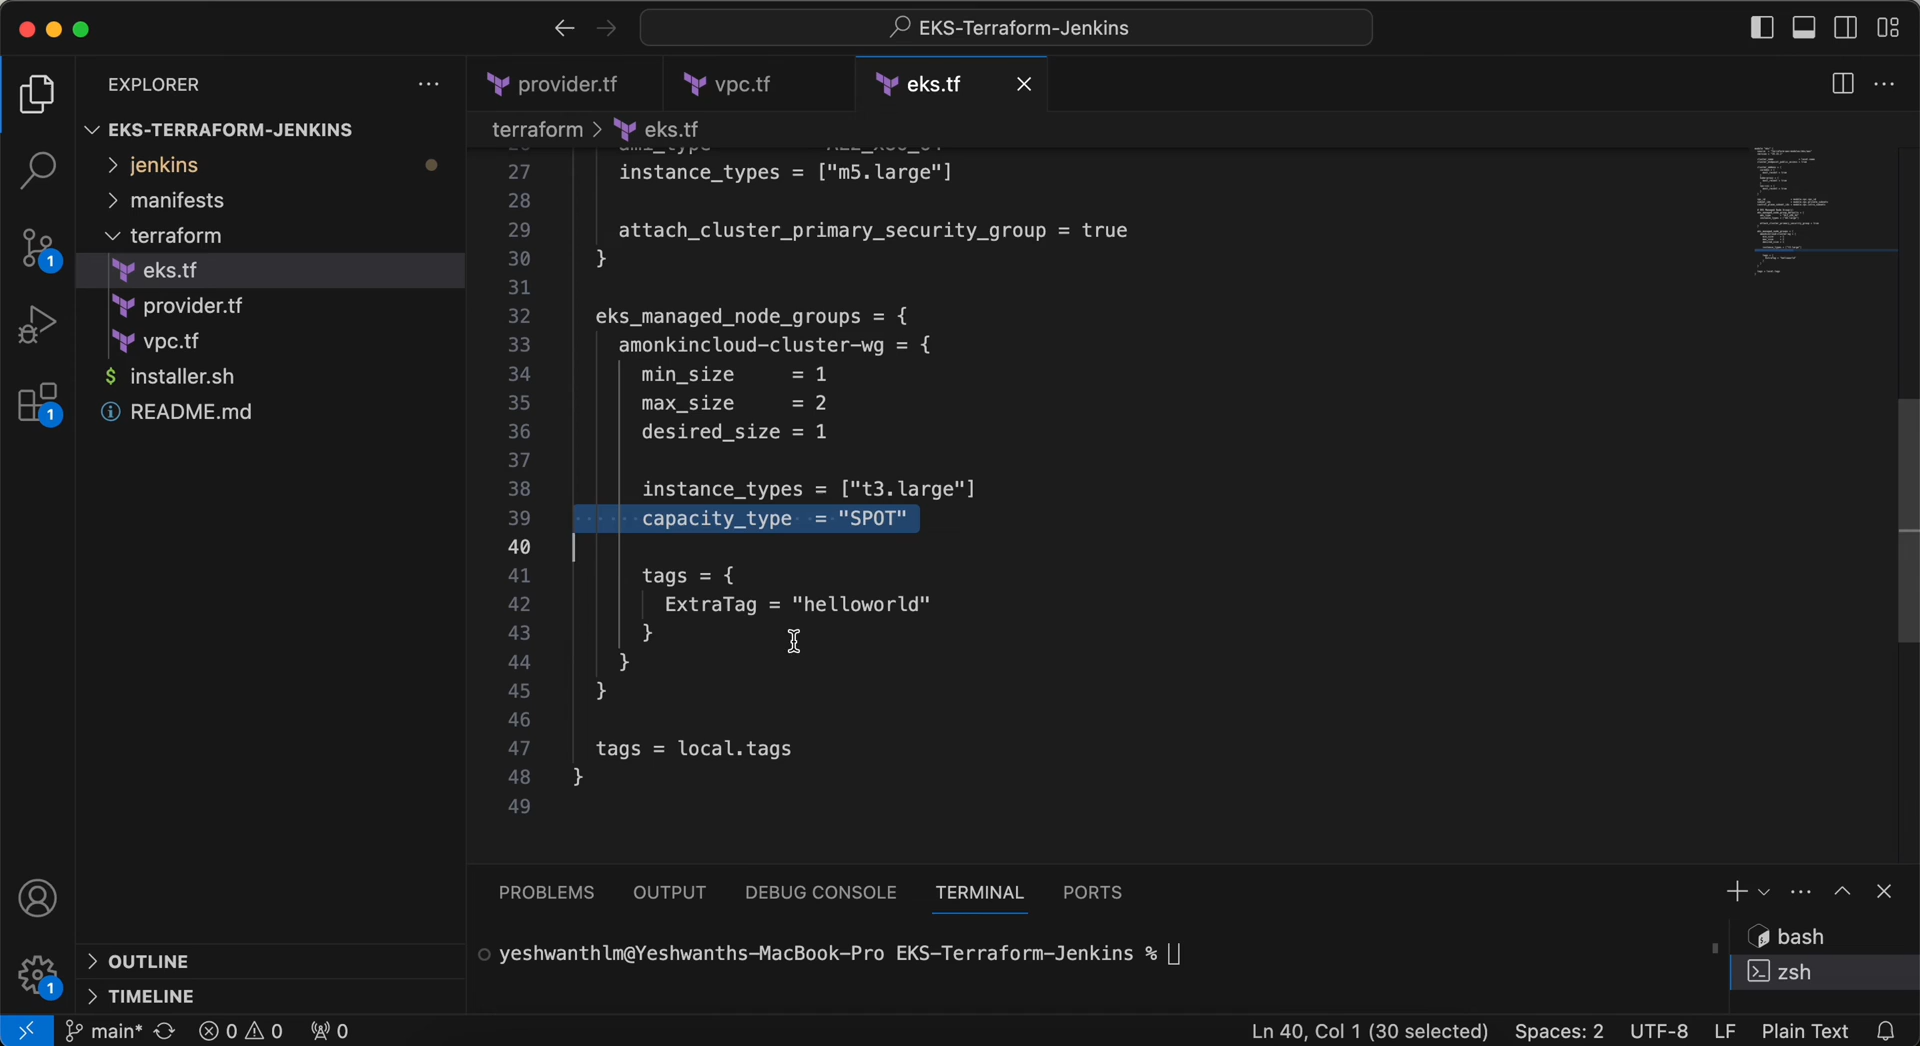 EKS-Terraform-Jenkins
EXPLORER
provider.tf
vpc.tf
eks.tf
EKS-TERRAFORM-JENKINS
terraform > eks.tf
jenkins
manifests
terraform
eks.tf
provider.tf
vpc.tf
$ installer.sh
README.md
27 instance_types = ["m5.large"]
28
29 attach_cluster_primary_security_group = true
30 }
31
32 eks_managed_node_groups = {
33 amonkincloud-cluster-wg = {
34 min_size = 1
35 max_size = 2
36 desired_size = 1
37
38 instance_types = ["t3.large"]
39 capacity_type = "SPOT"
40
41 tags = {
42 ExtraTag = "helloworld"
43 }
44 }
45 }
46
47 tags = local.tags
48 }
49
1
1
1
OUTLINE
TIMELINE
PROBLEMS OUTPUT DEBUG CONSOLE TERMINAL PORTS
yeshwanthlm@Yeshwanths-MacBook-Pro EKS-Terraform-Jenkins %
bash
zsh
main* 0 0 0
Ln 40, Col 1 (30 selected) Spaces: 2 UTF-8 LF Plain Text